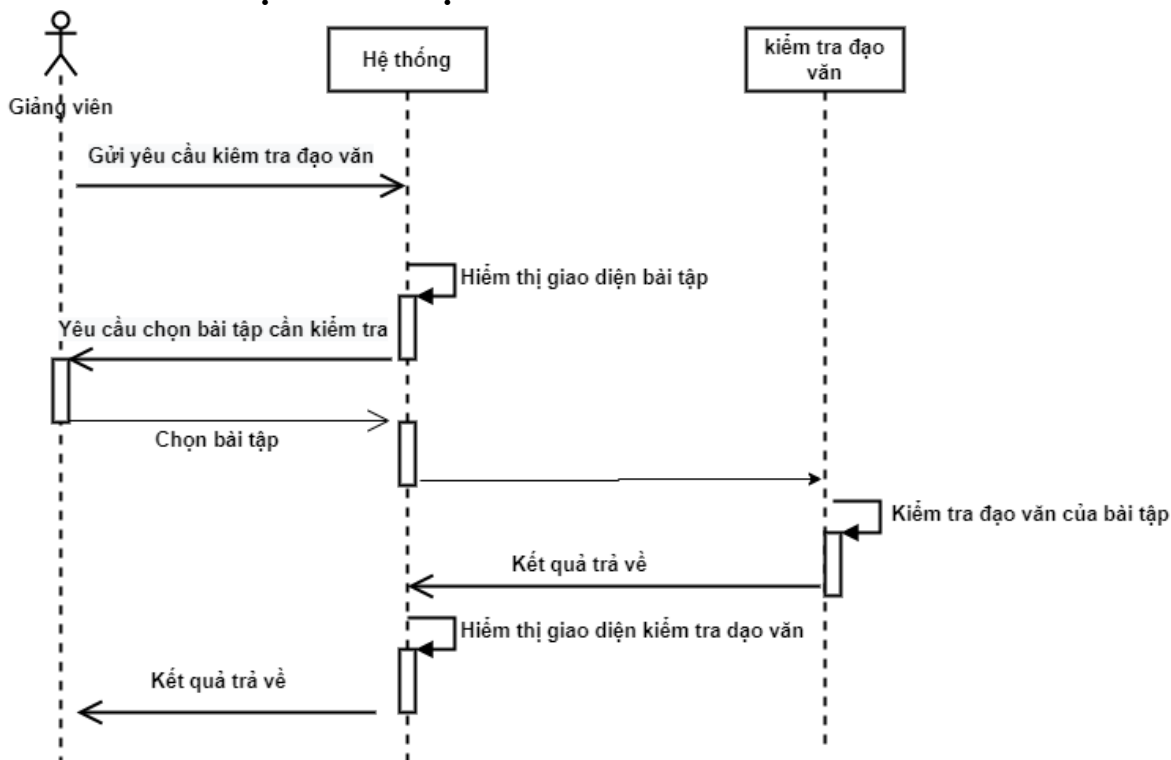 Hệ thống
kiểm tra đạo
văn
Giảng viên
Gửi yêu cầu kiêm tra đạo văn
Hiểm thị giao diện bài tập
Yêu cầu chọn bài tập cần kiểm tra
Chọn bài tập
Kiểm tra đạo văn của bài tập
Kết quả trả về
Hiểm thị giao diện kiểm tra dạo văn
Kết quả trả về